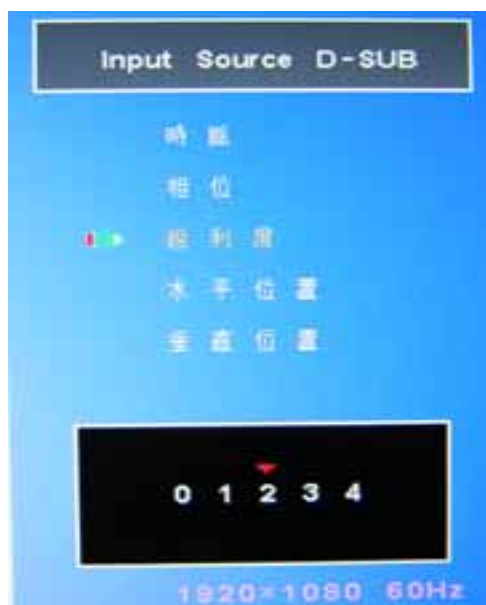 Input Source D-SUB
時脈
相位
銳利度
水平位置
垂直位置
0 1 2 3 4
1920×1080 60Hz